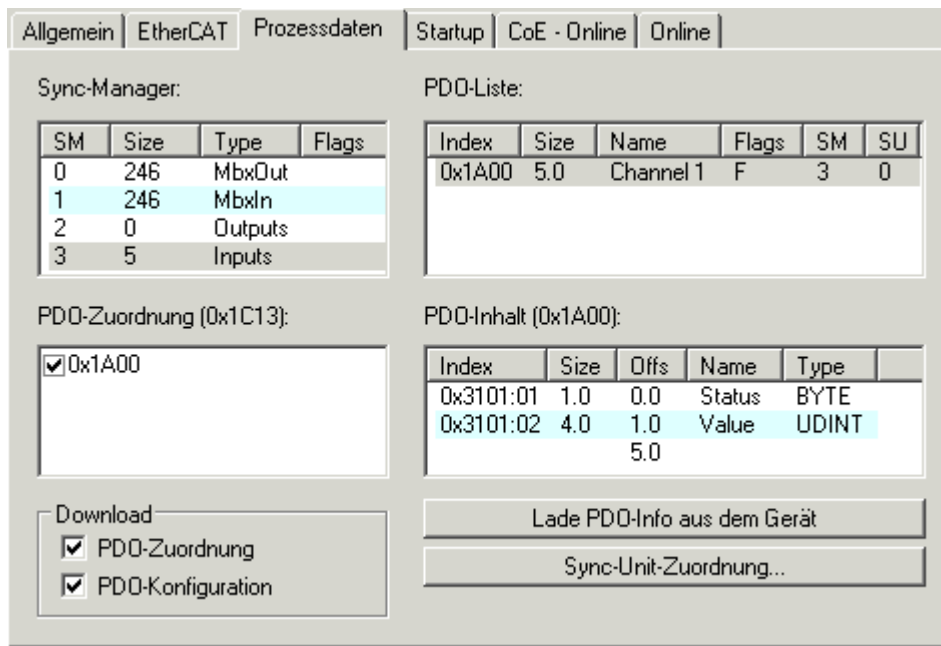 Allgemein EtherCAT Prozessdaten Startup CoE - Online Online
Sync-Manager:
SM Size Type Flags
0 246 MbxOut
1 246 MbxIn
2 0 Outputs
3 5 Inputs
PDO-Liste:
Index Size Name Flags SM SU
0x1A00 5.0 Channel 1 F 3 0
PDO-Zuordnung (0x1C13):
0x1A00
PDO-Inhalt (0x1A00):
Index Size Offs Name Type
0x3101:01 1.0 0.0 Status BYTE
0x3101:02 4.0 1.0 Value UDINT
5.0
Download
PDO-Zuordnung
PDO-Konfiguration
Lade PDO-Info aus dem Gerät
Sync-Unit-Zuordnung...